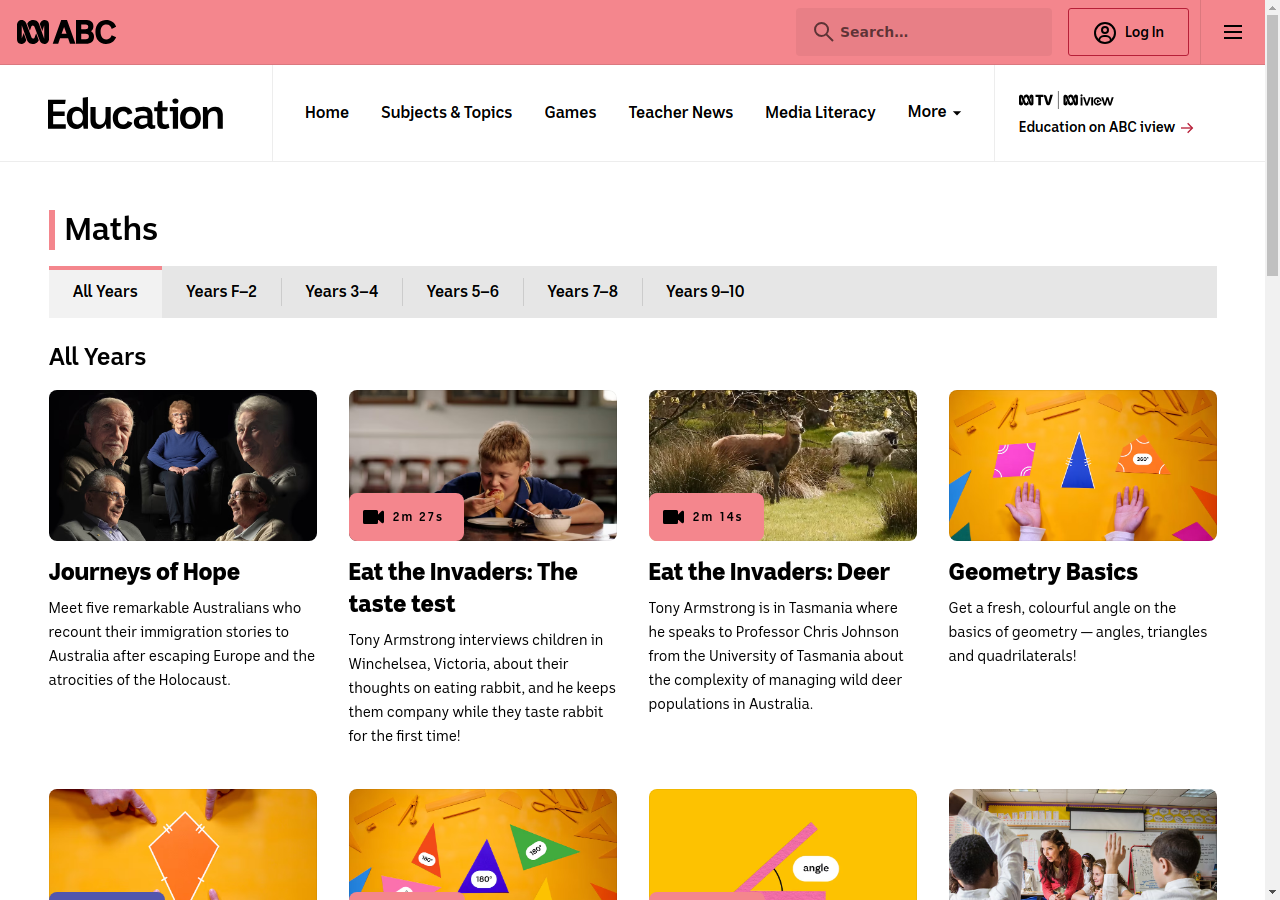 ABC
Search...
Log In
Education
Home
Subjects & Topics
Games
Teacher News
Media Literacy
More
TV | iview
Education on ABC iview
Maths
All Years
Years F–2
Years 3–4
Years 5–6
Years 7–8
Years 9–10
All Years
360°
2m 27s
2m 14s
Journeys of Hope
Meet five remarkable Australians who
recount their immigration stories to
Australia after escaping Europe and the
atrocities of the Holocaust.
Eat the Invaders: The
taste test
Tony Armstrong interviews children in
Winchelsea, Victoria, about their
thoughts on eating rabbit, and he keeps
them company while they taste rabbit
for the first time!
Eat the Invaders: Deer
Tony Armstrong is in Tasmania where
he speaks to Professor Chris Johnson
from the University of Tasmania about
the complexity of managing wild deer
populations in Australia.
Geometry Basics
Get a fresh, colourful angle on the
basics of geometry — angles, triangles
and quadrilaterals!
180°
180°
180°
angle